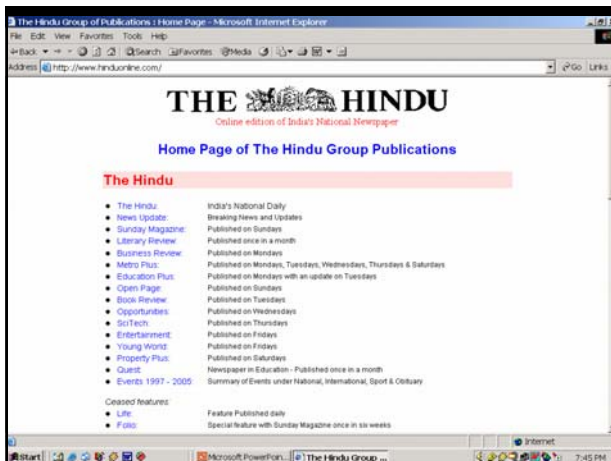 The Hindu Group of Publications : Home Page - Microsoft Internet Explorer
File Edit View Favorites Tools Help
Back Search Favorites Media
Address http://www.hinduonline.com/ Go Links
THE HINDU
Online edition of India's National Newspaper
Home Page of The Hindu Group Publications
The Hindu
The Hindu: India's National Daily
News Update: Breaking News and Updates
Sunday Magazine: Published on Sundays
Literary Review: Published once in a month
Business Review: Published on Mondays
Metro Plus: Published on Mondays, Tuesdays, Wednesdays, Thursdays & Saturdays
Education Plus: Published on Mondays with an update on Tuesdays
Open Page: Published on Sundays
Book Review: Published on Tuesdays
Opportunities: Published on Wednesdays
SciTech: Published on Thursdays
Entertainment: Published on Fridays
Young World: Published on Fridays
Property Plus: Published on Saturdays
Quest: Newspaper in Education - Published once in a month
Events 1997 - 2005: Summary of Events under National, International, Sport & Obituary
Ceased features:
Life: Feature Published daily
Folio: Special feature with Sunday Magazine once in six weeks
Internet
Start Microsoft PowerPoin... The Hindu Group ... 7:45 PM